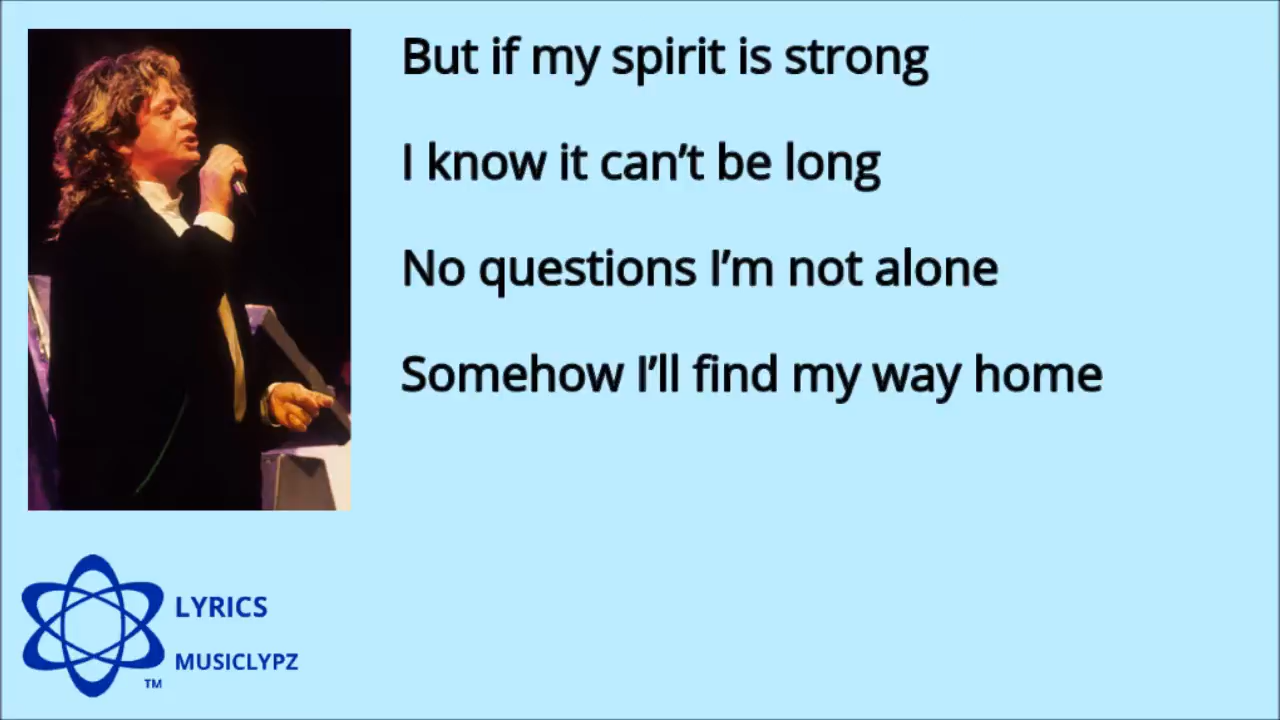 But if my spirit is strong
I know it can’t be long
No questions I’m not alone
Somehow I’ll find my way home
LYRICS
MUSICLYPZ
TM